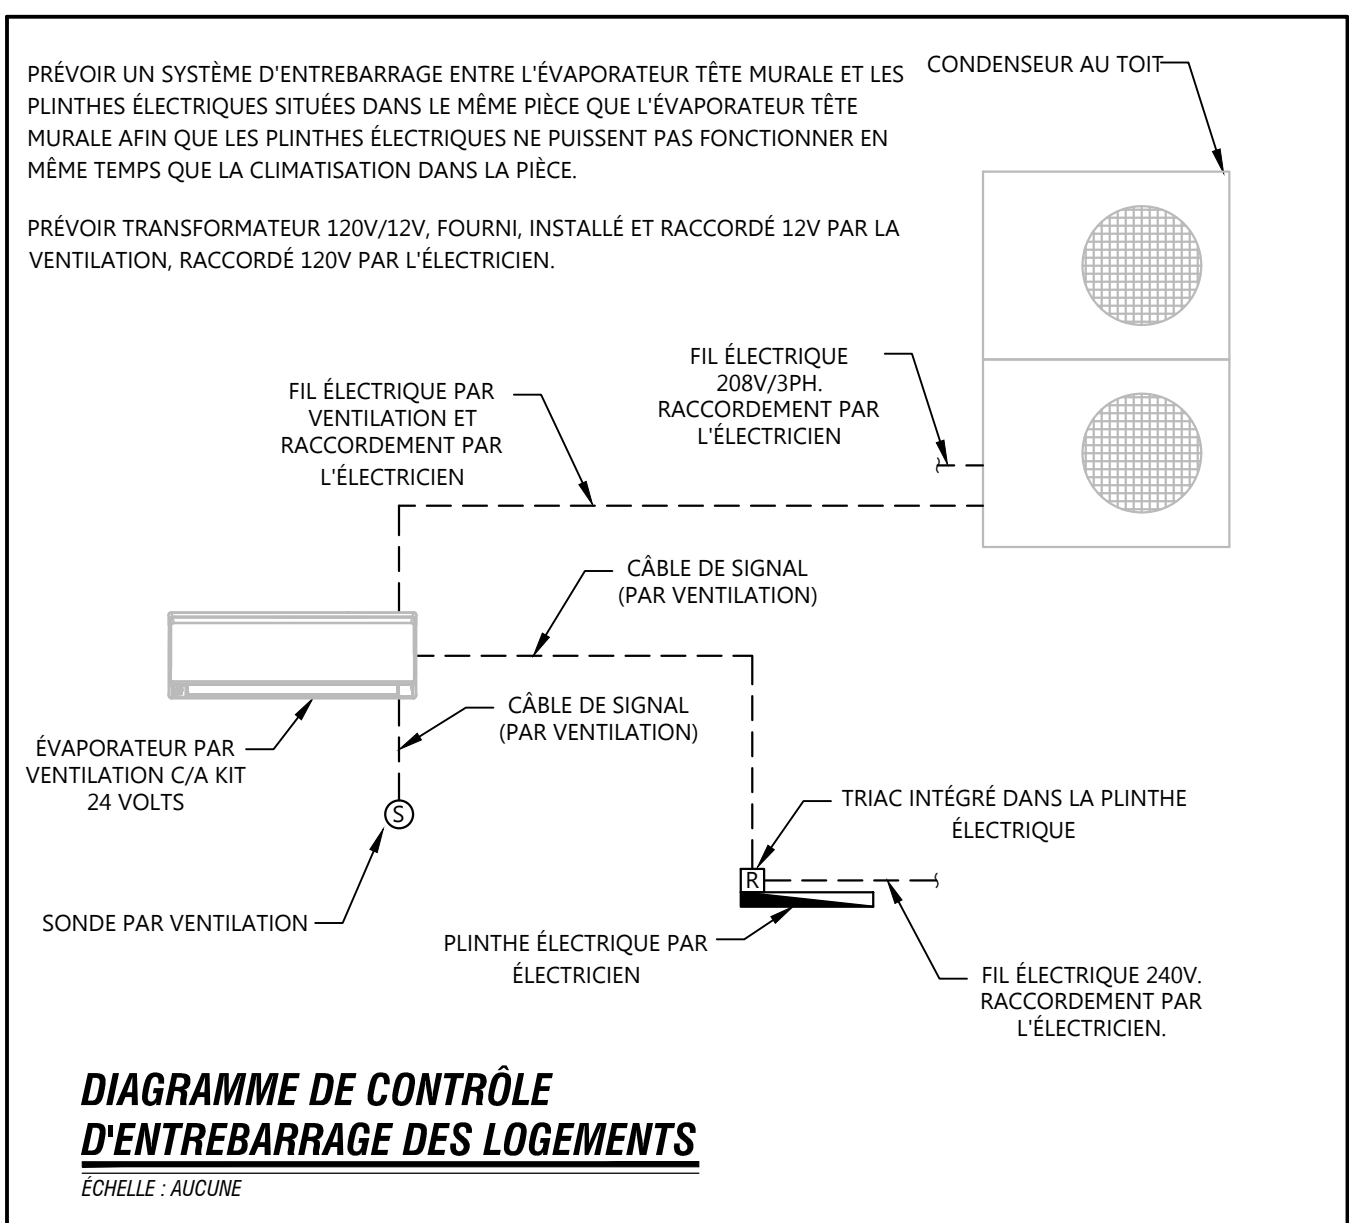 PRÉVOIR UN SYSTÈME D'ENTREBARRAGE ENTRE L'ÉVAPORATEUR TÊTE MURALE ET LES
PLINTHES ÉLECTRIQUES SITUÉES DANS LE MÊME PIÈCE QUE L'ÉVAPORATEUR TÊTE
MURALE AFIN QUE LES PLINTHES ÉLECTRIQUES NE PUISSENT PAS FONCTIONNER EN
MÊME TEMPS QUE LA CLIMATISATION DANS LA PIÈCE.
PRÉVOIR TRANSFORMATEUR 120V/12V, FOURNI, INSTALLÉ ET RACCORDÉ 12V PAR LA
VENTILATION, RACCORDÉ 120V PAR L'ÉLECTRICIEN.
CONDENSEUR AU TOIT
FIL ÉLECTRIQUE
208V/3PH.
RACCORDEMENT PAR
L'ÉLECTRICIEN
FIL ÉLECTRIQUE PAR
VENTILATION ET
RACCORDEMENT PAR
L'ÉLECTRICIEN
CÂBLE DE SIGNAL
(PAR VENTILATION)
CÂBLE DE SIGNAL
(PAR VENTILATION)
ÉVAPORATEUR PAR
VENTILATION C/A KIT
24 VOLTS
S
TRIAC INTÉGRÉ DANS LA PLINTHE
ÉLECTRIQUE
R
SONDE PAR VENTILATION
PLINTHE ÉLECTRIQUE PAR
ÉLECTRICIEN
FIL ÉLECTRIQUE 240V.
RACCORDEMENT PAR
L'ÉLECTRICIEN.
DIAGRAMME DE CONTRÔLE
D'ENTREBARRAGE DES LOGEMENTS
ÉCHELLE : AUCUNE